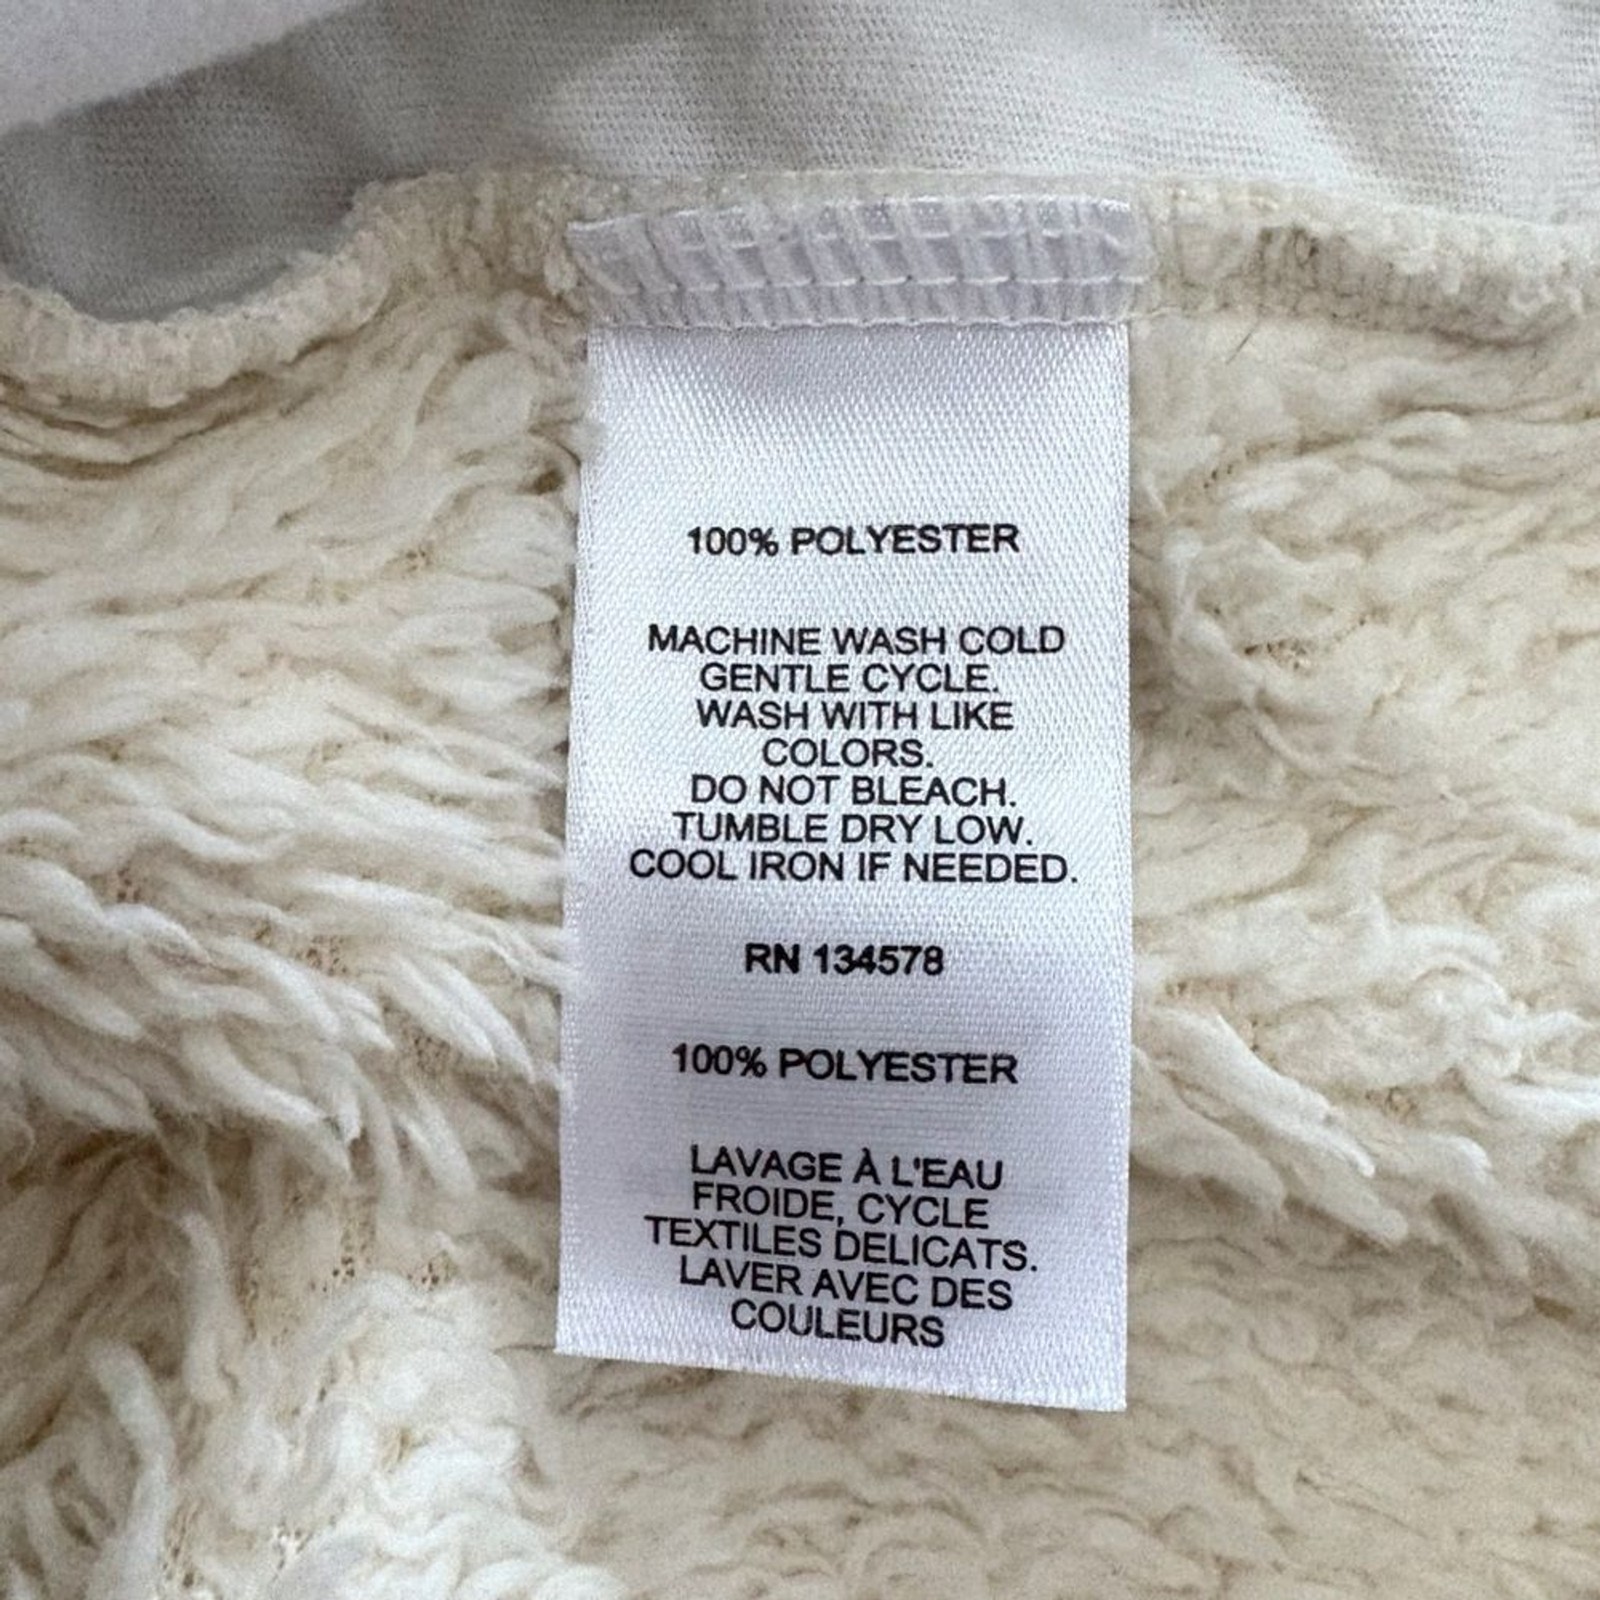 100% POLYESTER
MACHINE WASH COLD
GENTLE CYCLE.
WASH WITH LIKE
COLORS.
DO NOT BLEACH.
TUMBLE DRY LOW.
COOL IRON IF NEEDED.
RN 134578
100% POLYESTER
LAVAGE À L'EAU
FROIDE, CYCLE
TEXTILES DELICATS.
LAVER AVEC DES
COULEURS